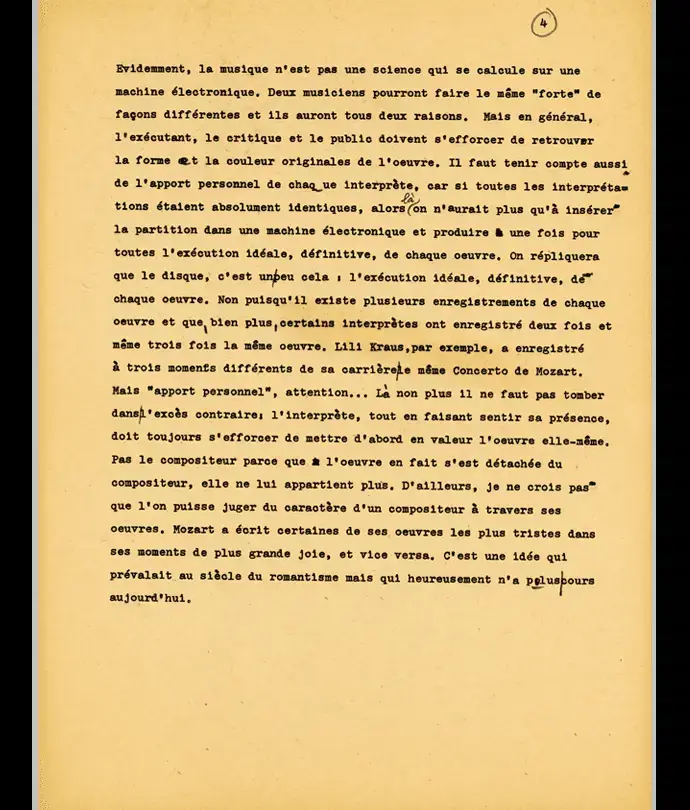 4
Evidemment, la musique n'est pas une science qui se calcule sur une
machine électronique. Deux musiciens pourront faire le même "forte" de
façons différentes et ils auront tous deux raisons. Mais en général,
l'exécutant, le critique et le public doivent s'efforcer de retrouver
la forme et la couleur originales de l'oeuvre. Il faut tenir compte aussi
de l'apport personnel de chaque interprète, car si toutes les interpréta-
tions étaient absolument identiques, alors là on n'aurait plus qu'à insérer
la partition dans une machine électronique et produire une fois pour
toutes l'exécution idéale, définitive, de chaque oeuvre. On répliquera
que le disque, c'est un peu cela : l'exécution idéale, définitive, de
chaque oeuvre. Non puisqu'il existe plusieurs enregistrements de chaque
oeuvre et que, bien plus, certains interprètes ont enregistré deux fois et
même trois fois la même oeuvre. Lili Kraus,par exemple, a enregistré
à trois moments différents de sa carrière le même Concerto de Mozart.
Mais "apport personnel", attention... Là non plus il ne faut pas tomber
dans l'excès contraire: l'interprète, tout en faisant sentir sa présence,
doit toujours s'efforcer de mettre d'abord en valeur l'oeuvre elle-même.
Pas le compositeur parce que l'oeuvre en fait s'est détachée du
compositeur, elle ne lui appartient plus. D'ailleurs, je ne crois pas
que l'on puisse juger du caractère d'un compositeur à travers ses
oeuvres. Mozart a écrit certaines de ses oeuvres les plus tristes dans
ses moments de plus grande joie, et vice versa. C'est une idée qui
prévalait au siècle du romantisme mais qui heureusement n'a plus cours
aujourd'hui.